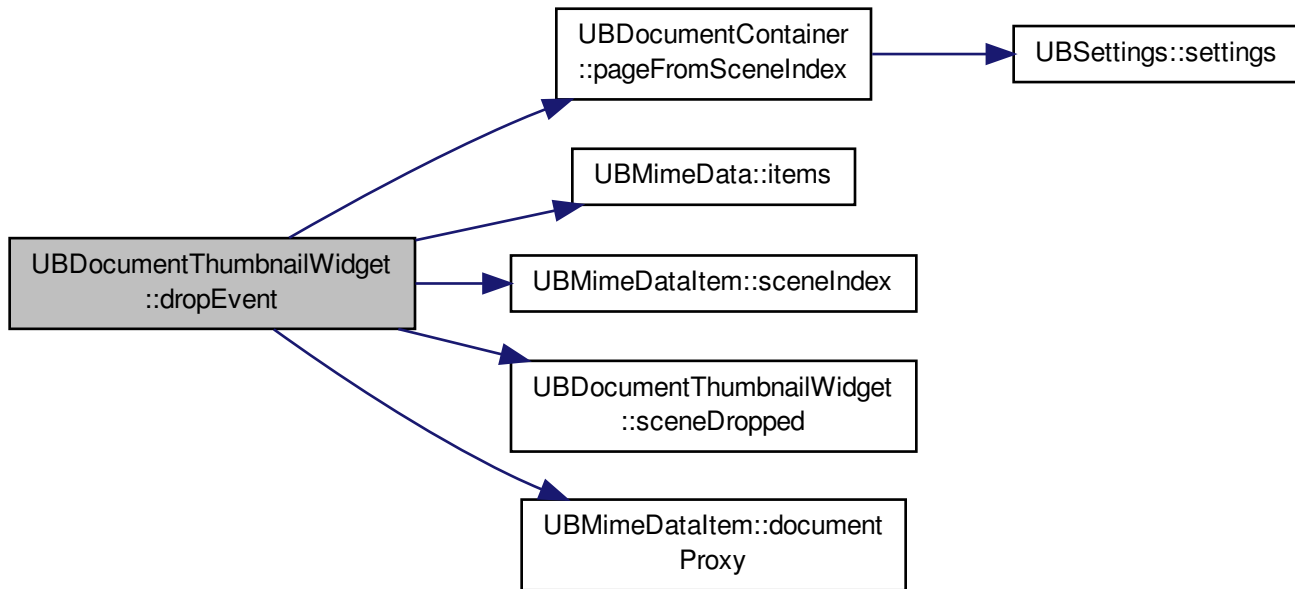 UBDocumentContainer
::pageFromSceneIndex
UBSettings::settings
UBMimeData::items
UBDocumentThumbnailWidget
::dropEvent
UBMimeDataItem::sceneIndex
UBDocumentThumbnailWidget
::sceneDropped
UBMimeDataItem::document
Proxy